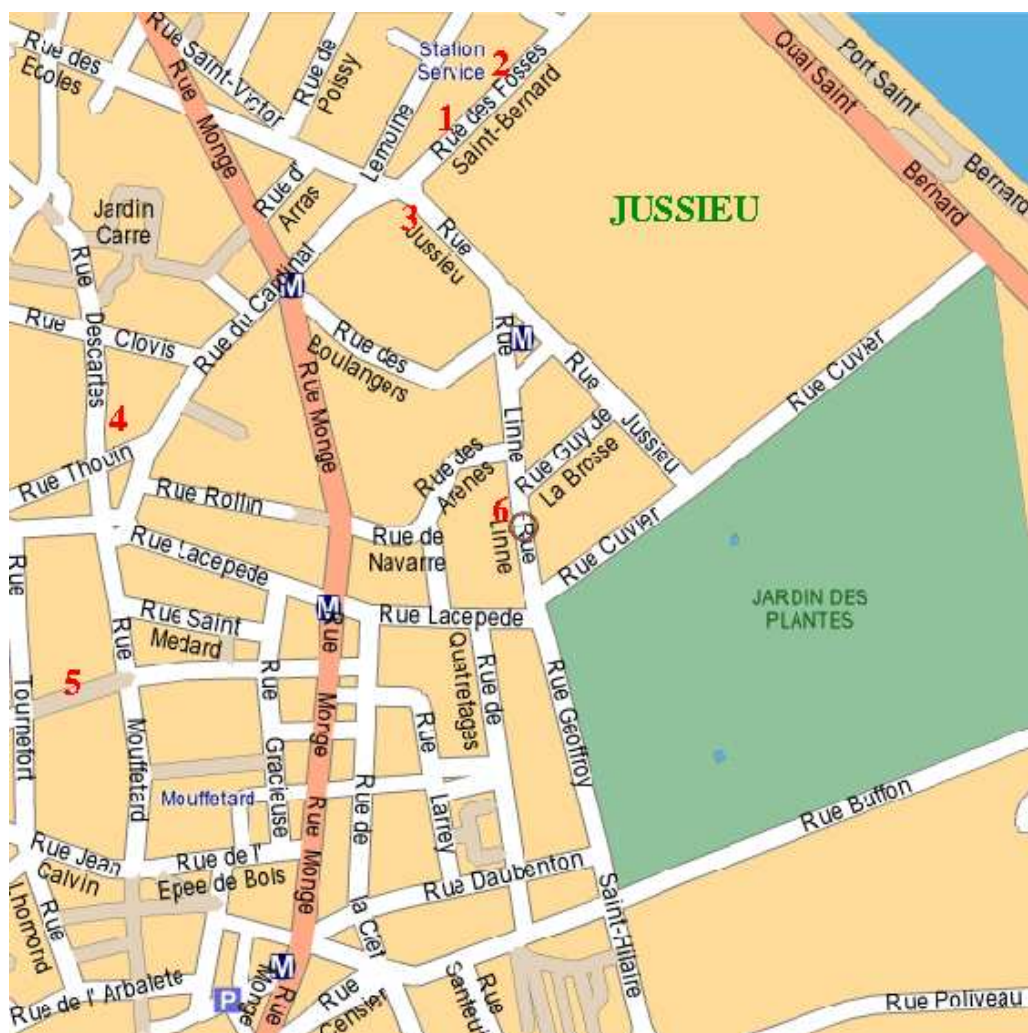 Rue des
Ecoles
Rue Saint-Victor
Rue de
Poissy
Station
Service
2
1
Lemoine
Rue des Fosses
Saint-Bernard
Quai Saint
Bernard
Port Saint
Bernard
Rue Monge
Rue d'
Arras
Jardin
Carre
3
Rue
Jussieu
JUSSIEU
Rue
Descartes
Rue Clovis
Rue du Cardinal
M
Rue des
Boulangers
Rue
Linne
M
Rue
Jussieu
Rue Cuvier
Rue Monge
4
Rue Thouin
Rue des
Arenes
Rue Guy de
La Brosse
Rue Rollin
6
Rue
Linne
Rue de
Navarre
Rue Cuvier
Rue Lacepede
M
Rue Lacepede
JARDIN DES
PLANTES
Rue Saint
Medard
Rue
Tournefort
5
Rue
Mouffetard
Rue
Gracieuse
Rue Monge
Rue de
Quatrefages
Rue Geoffroy
Saint-Hilaire
Rue
Larrey
Mouffetard
Rue Monge
Rue de
la Clef
Rue Buffon
Rue Jean
Calvin
Rue de l'
Epee de Bois
Rue Daubenton
Rue
Lhomond
Rue de l' Arbalete
P
Monge
M
Rue
Rue
Censier
Rue
Santeuil
Rue Poliveau